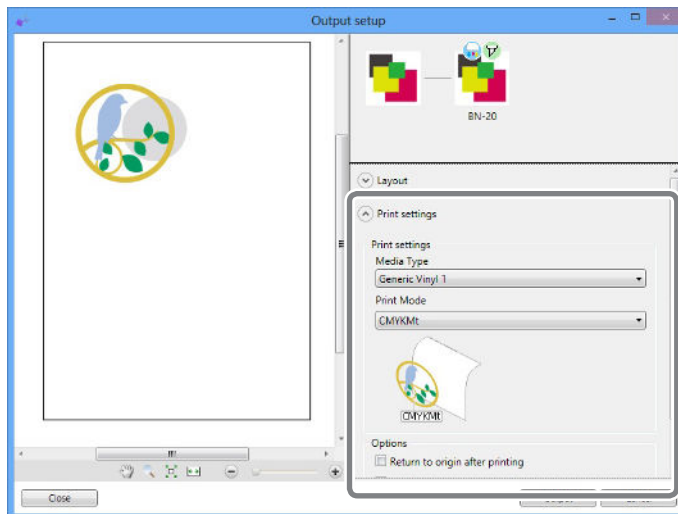 Output setup
BN-20
Layout
Print settings
Print settings
Media Type
Generic Vinyl 1
Print Mode
CMYKMt
CMYKMt
Options
Return to origin after printing
Close